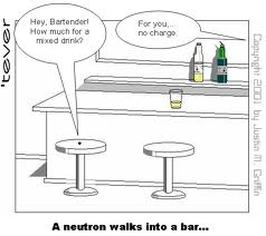 'tever
Hey, Bartender!
How much for a
mixed drink?
For you,..
no charge.
Copyright 2001 by Justin M. Griffin
A neutron walks into a bar...